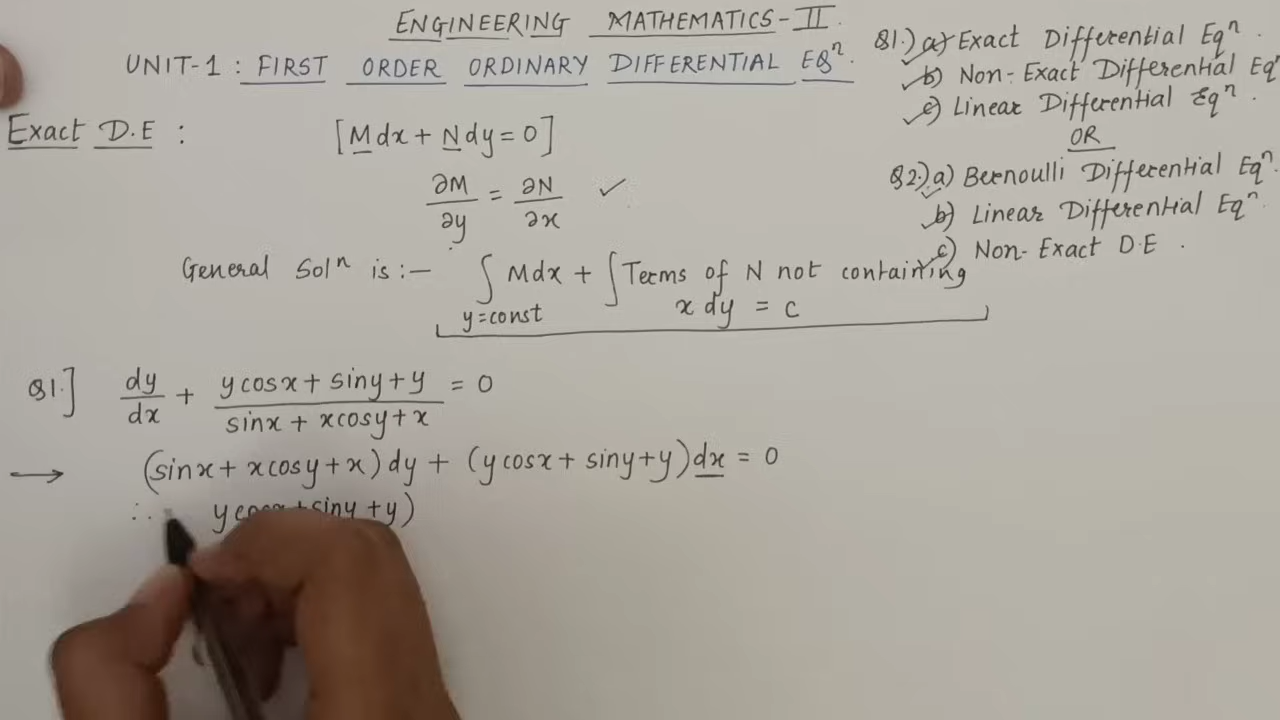 ENGINEERING MATHEMATICS-II.
UNIT-1 : FIRST ORDER ORDINARY DIFFERENTIAL EQⁿ.
Q1.) a) Exact Differential Eqⁿ.
b) Non-Exact Differential Eqⁿ
c) Linear Differential Eqⁿ.
OR
Q2.) a) Bernoulli Differential Eqⁿ.
b) Linear Differential Eqⁿ.
c) Non-Exact D.E.
Exact D.E : [Mdx + Ndy = 0]
∂M/∂y = ∂N/∂x ✓
General Solⁿ is :- ∫ Mdx + ∫ Terms of N not containing
y=const x dy = c
Q1.] dy/dx + (ycosx + siny + y)/(sinx + xcosy + x) = 0
→ (sinx + xcosy + x) dy + (ycosx + siny + y) dx = 0
∴ ycosx + siny + y)